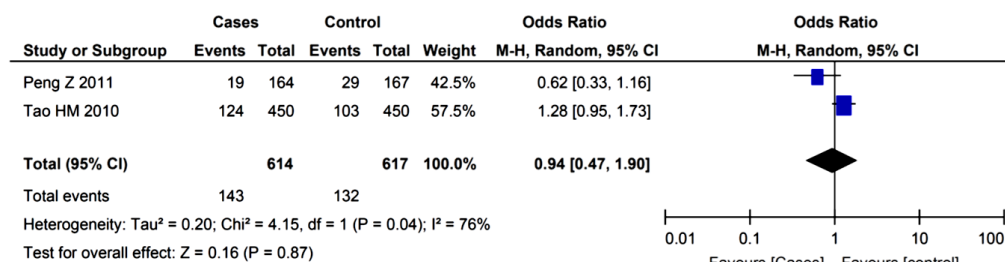 Cases Control Odds Ratio Odds Ratio
Study or Subgroup Events Total Events Total Weight M-H, Random, 95% CI M-H, Random, 95% CI
Peng Z 2011 19 164 29 167 42.5% 0.62 [0.33, 1.16]
Tao HM 2010 124 450 103 450 57.5% 1.28 [0.95, 1.73]
Total (95% CI) 614 617 100.0% 0.94 [0.47, 1.90]
Total events 143 132
Heterogeneity: Tau² = 0.20; Chi² = 4.15, df = 1 (P = 0.04); I² = 76%
Test for overall effect: Z = 0.16 (P = 0.87)
0.01 0.1 1 10 100
Favours [Cases] Favours [control]